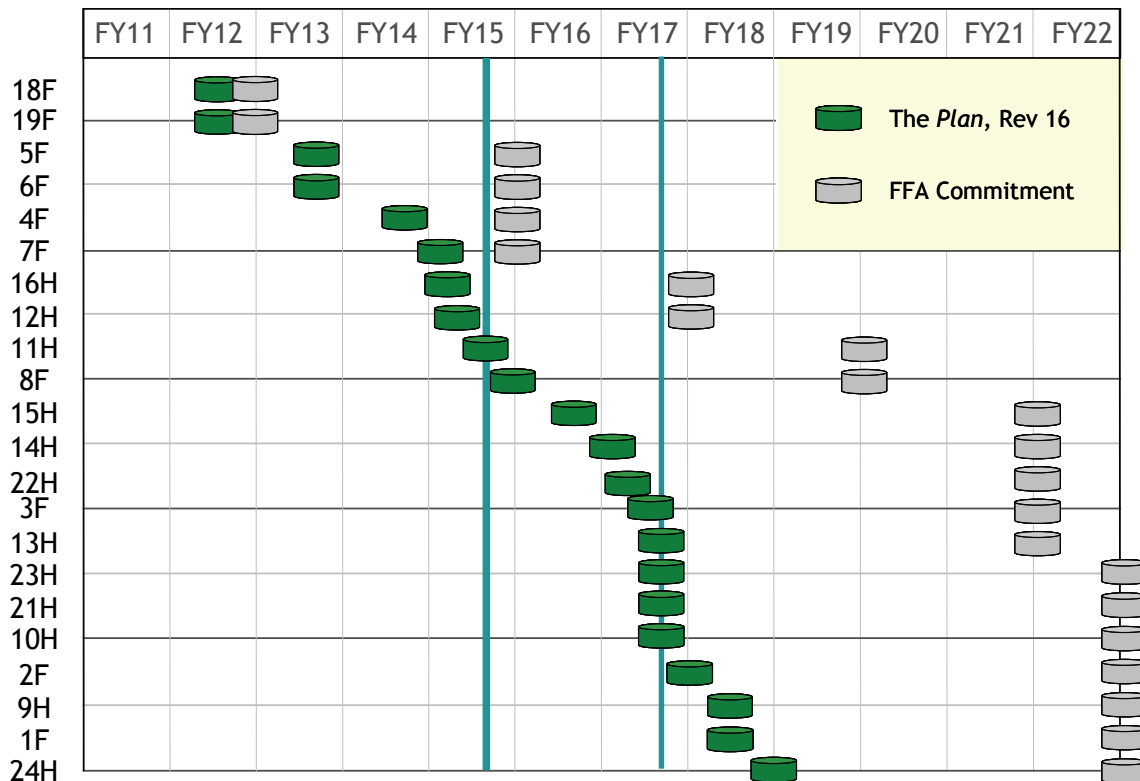 FY11 FY12 FY13 FY14 FY15 FY16 FY17 FY18 FY19 FY20 FY21 FY22
The Plan, Rev 16
FFA Commitment
18F
19F
5F
6F
4F
7F
16H
12H
11H
8F
15H
14H
22H
3F
13H
23H
21H
10H
2F
9H
1F
24H